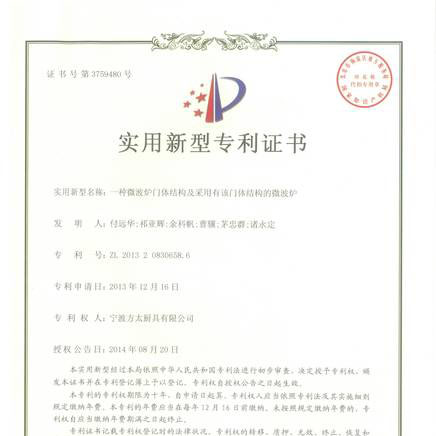 证书号第3759480号
实用新型专利证书
实用新型名称：一种微波炉门体结构及采用有该门体结构的微波炉
发明人：付远华;祁亚辉;余科帆;曹骥;茅忠群;诸永定
专利号：ZL 2013 2 0830658.6
专利申请日：2013年12月16日
专利权人：宁波方太厨具有限公司
授权公告日：2014年08月20日
本实用新型经过本局依照中华人民共和国专利法进行初步审查，决定授予专利权，颁
发本证书并在专利登记簿上予以登记。专利权自授权公告之日起生效。
本专利的专利权期限为十年，自申请日起算。专利权人应当依照专利法及其实施细则
规定缴纳年费。本专利的年费应当在每年12月16日前缴纳。未按照规定缴纳年费的，专
利权自应当缴纳年费期满之日起终止。
专利证书记载专利权登记时的法律状况。专利权的转移、质押、无效、终止、恢复和